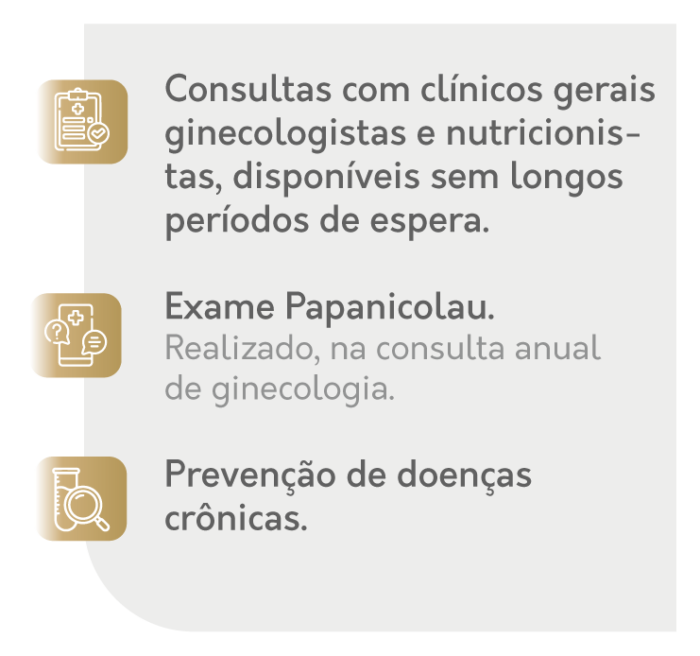 Consultas com clínicos gerais
ginecologistas e nutricionis-
tas, disponíveis sem longos
períodos de espera.
Exame Papanicolau.
Realizado, na consulta anual
de ginecologia.
Prevenção de doenças
crônicas.